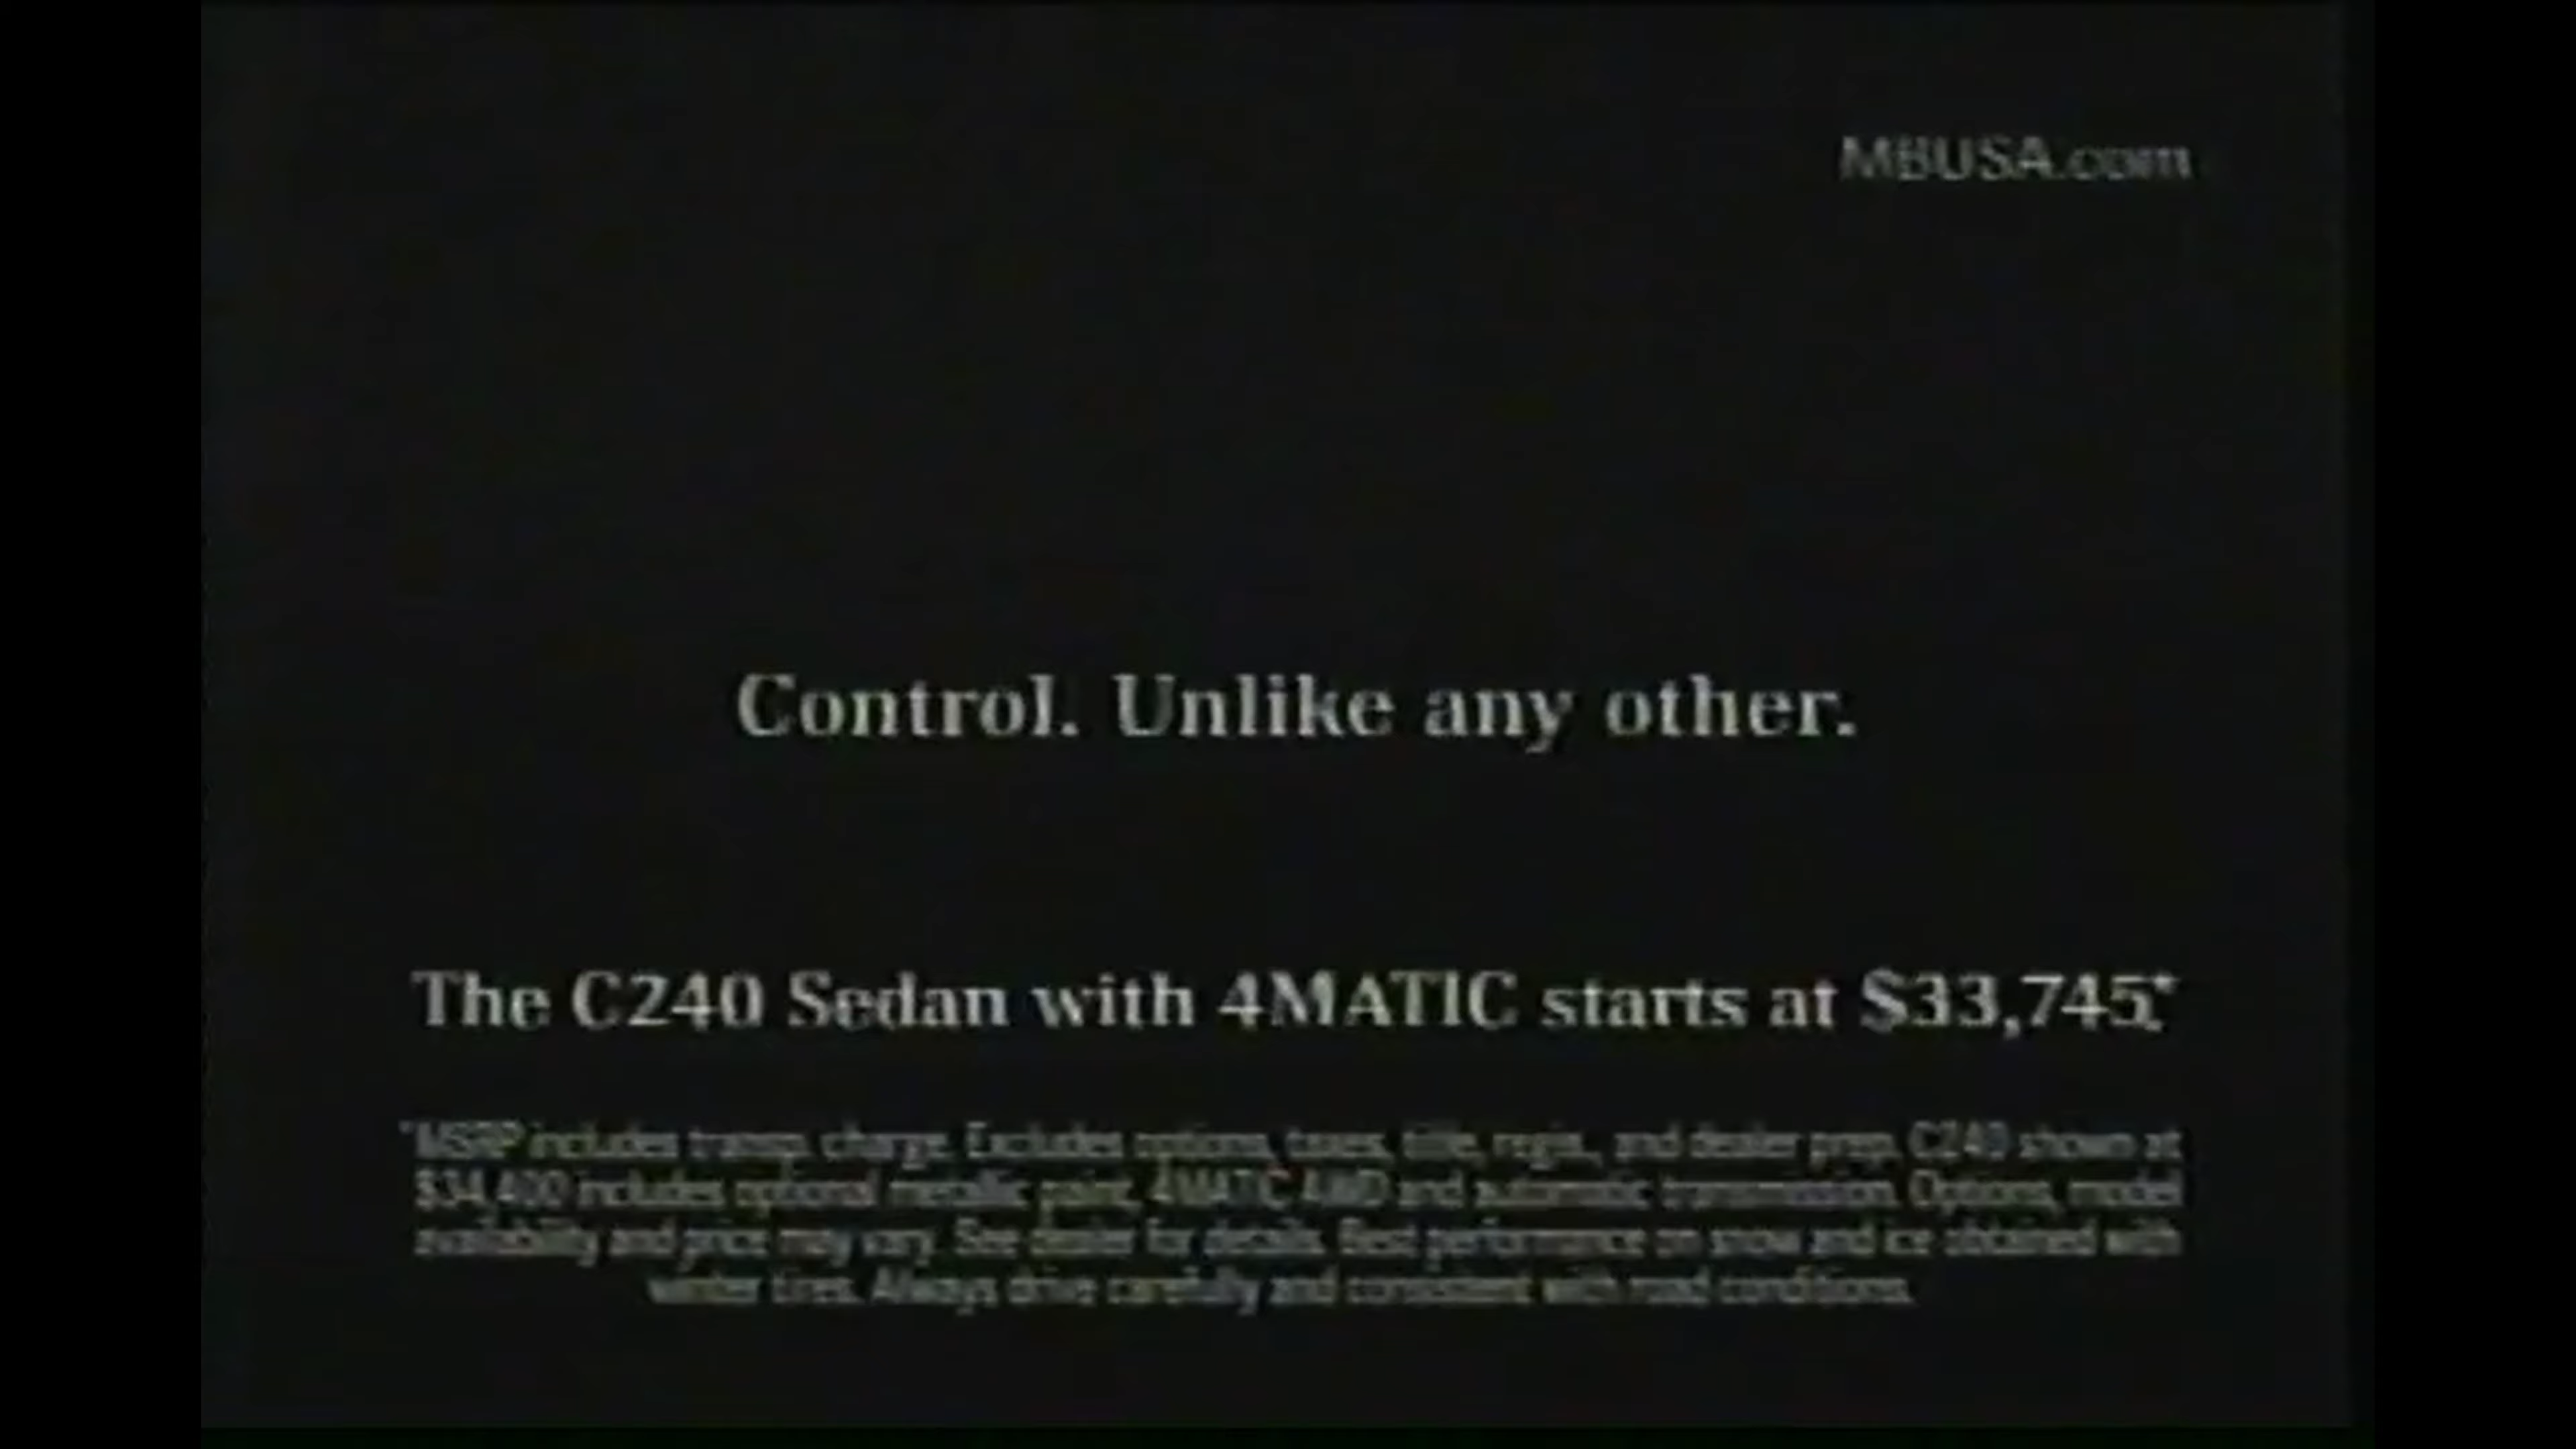 MBUSA.com
Control. Unlike any other.
The C240 Sedan with 4MATIC starts at $33,745.*
*MSRP includes transp. charge. Excludes options, taxes, title, regis., and dealer prep. C240 shown at
$34,400 includes optional metallic paint, 4MATIC AWD and automatic transmission. Options, model
availability and price may vary. See dealer for details. Best performance on snow and ice obtained with
winter tires. Always drive carefully and consistent with road conditions.